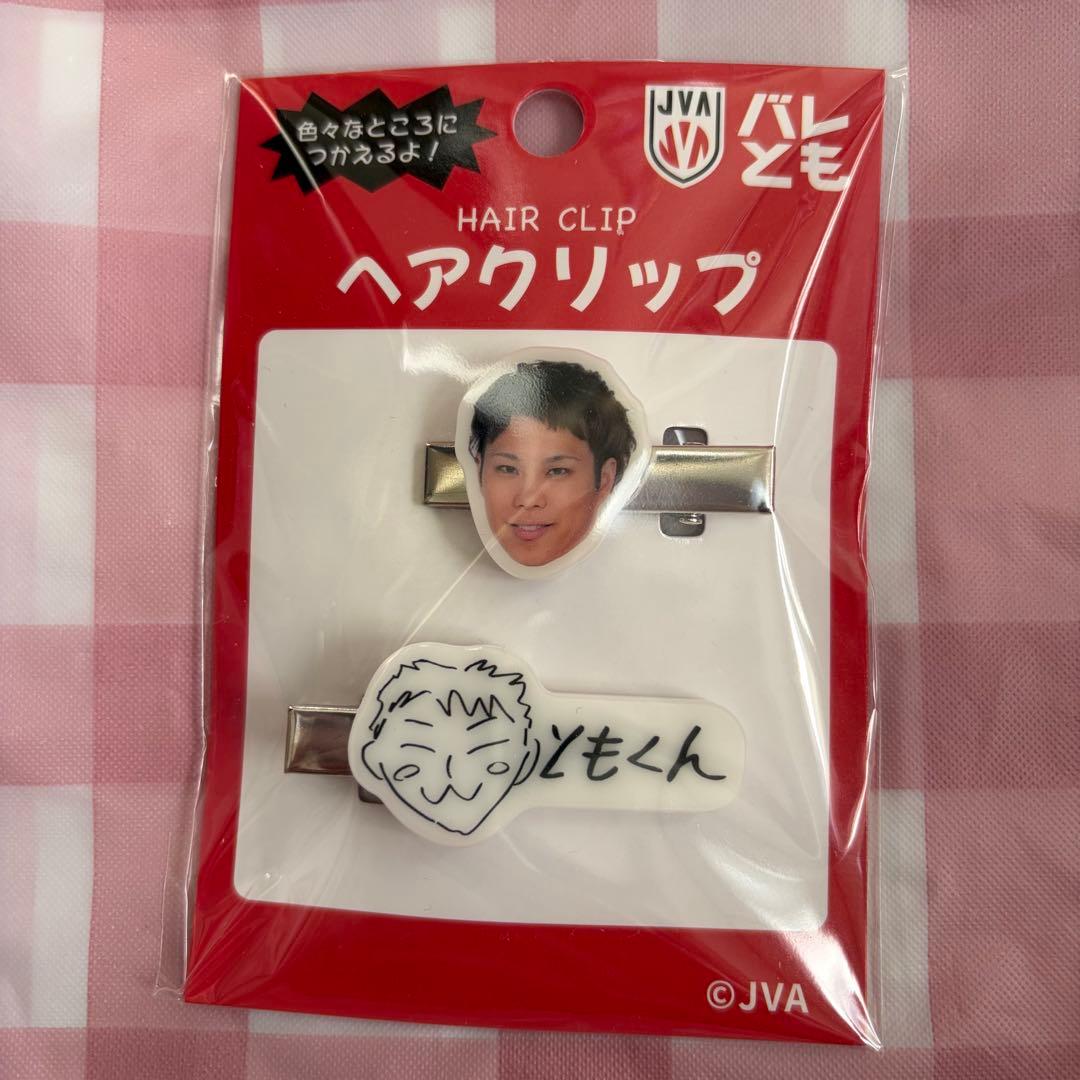 色々なところに
つかえるよ!
JVA
バレ
とも
HAIR CLIP
ヘアクリップ
ともくん
©JVA